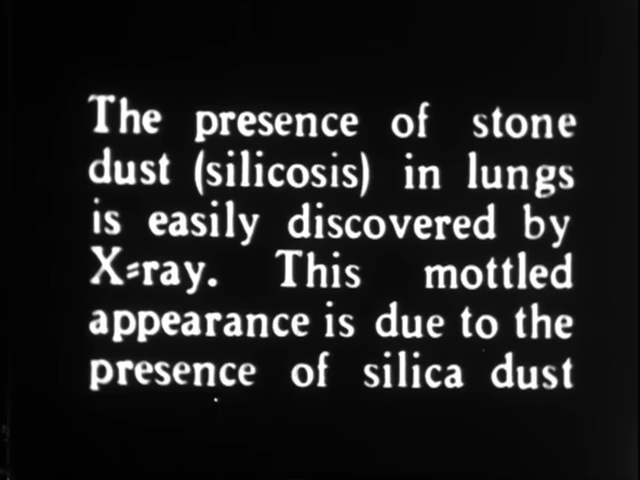 The presence of stone
dust (silicosis) in lungs
is easily discovered by
X=ray. This mottled
appearance is due to the
presence of silica dust